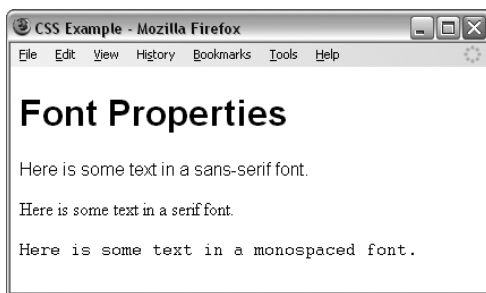 CSS Example - Mozilla Firefox
File Edit View History Bookmarks Tools Help
Font Properties
Here is some text in a sans-serif font.
Here is some text in a serif font.
Here is some text in a monospaced font.